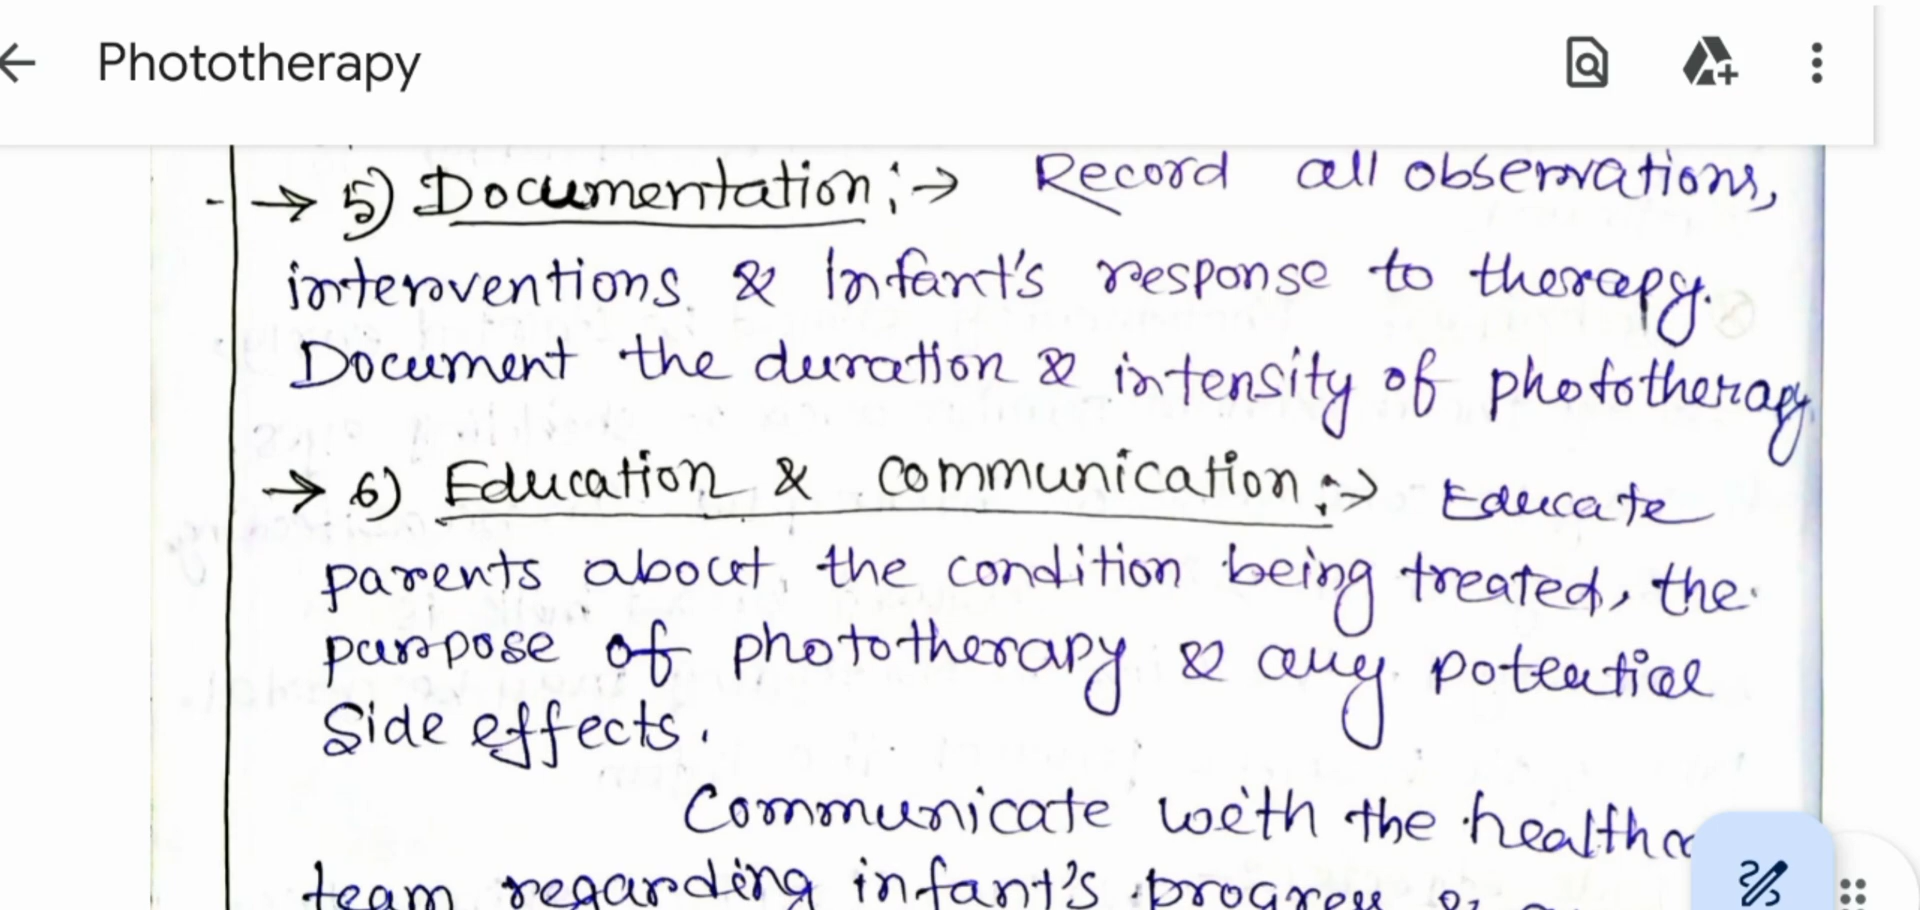 Phototherapy
→ 5) Documentation :→ Record all observations,
interventions & Infant's response to therapy.
Document the duration & intensity of phototherapy
→ 6) Education & communication :→ Educate
parents about the condition being treated, the
purpose of phototherapy & any potential
Side effects.
Communicate with the
team regarding infant's progress &